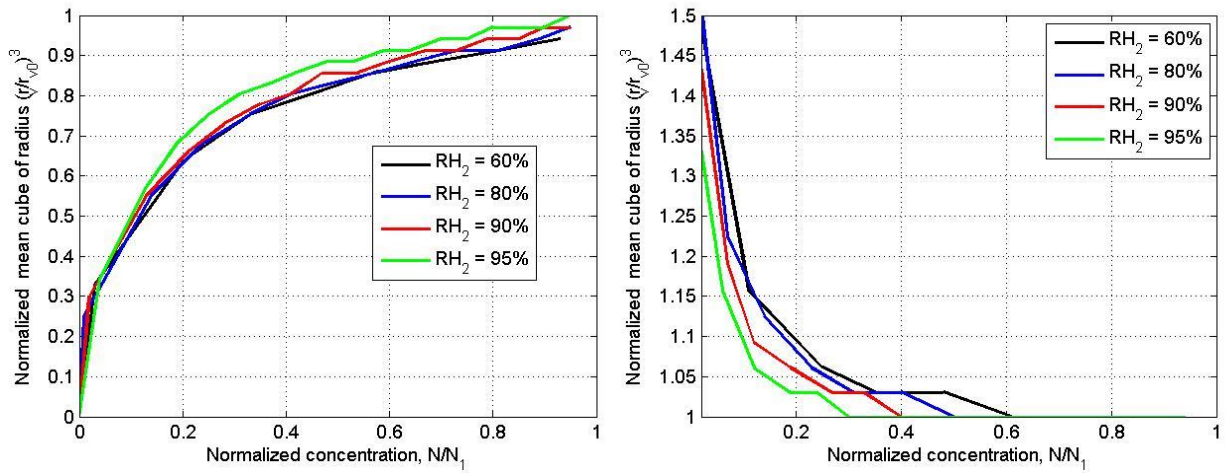 Normalized mean cube of radius (r_v/r_v0)^3
1
0.9
0.8
0.7
0.6
0.5
0.4
0.3
0.2
0.1
0
0 0.2 0.4 0.6 0.8 1
Normalized concentration, N/N_1
RH_2 = 60%
RH_2 = 80%
RH_2 = 90%
RH_2 = 95%
Normalized mean cube of radius (r_v/r_v0)^3
1.5
1.45
1.4
1.35
1.3
1.25
1.2
1.15
1.1
1.05
1
0.2 0.4 0.6 0.8 1
Normalized concentration, N/N_1
RH_2 = 60%
RH_2 = 80%
RH_2 = 90%
RH_2 = 95%